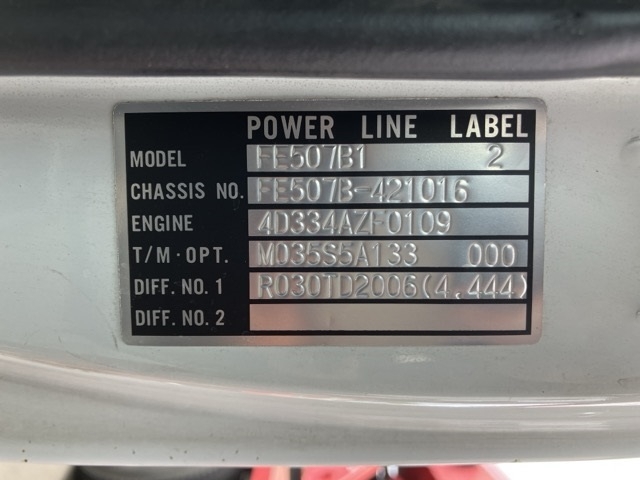 POWER LINE LABEL
MODEL FE507B1 2
CHASSIS NO. FE507B-421016
ENGINE 4D334AZF0109
T/M·OPT. M035S5A133 000
DIFF. NO. 1 R030TD2006(4.444)
DIFF. NO. 2